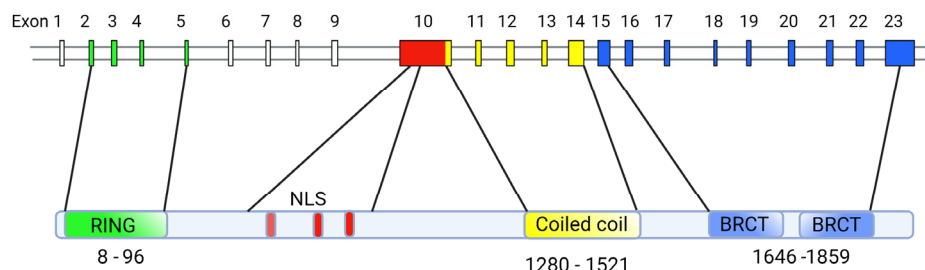 Exon 1 2 3 4 5 6 7 8 9 10 11 12 13 14 15 16 17 18 19 20 21 22 23
NLS
RING Coiled coil BRCT BRCT
8 - 96 1280 - 1521 1646 -1859